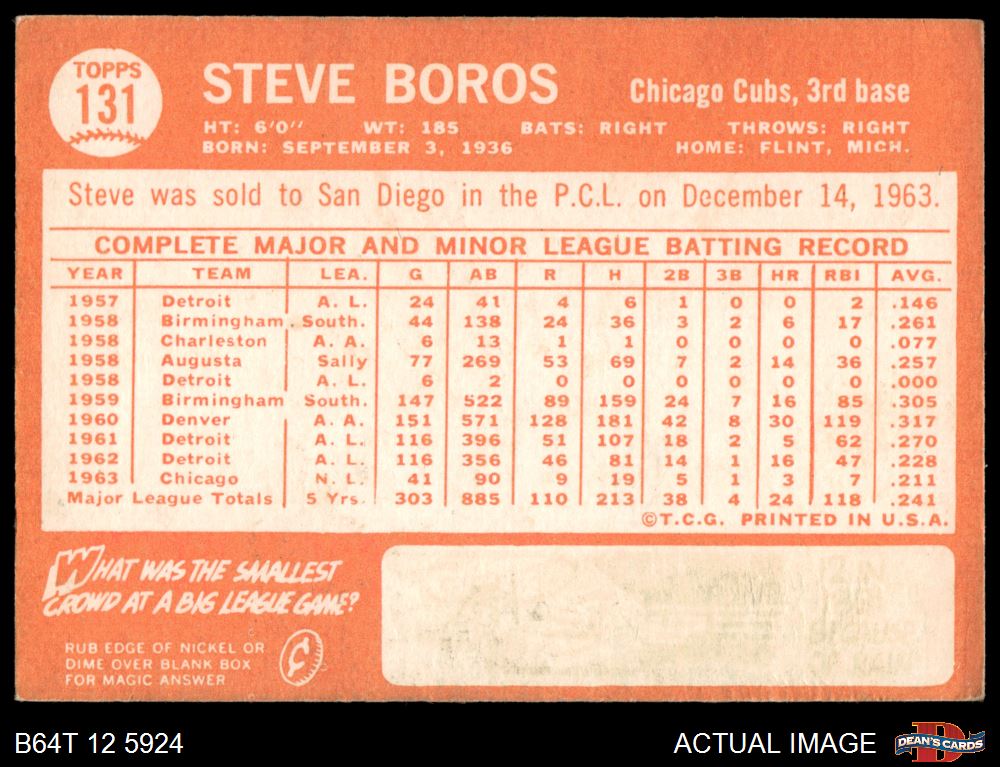 TOPPS
131
STEVE BOROS
Chicago Cubs, 3rd base
HT: 6'0" WT: 185 BATS: RIGHT THROWS: RIGHT
BORN: SEPTEMBER 3, 1936 HOME: FLINT, MICH.
Steve was sold to San Diego in the P.C.L. on December 14, 1963.
COMPLETE MAJOR AND MINOR LEAGUE BATTING RECORD
YEAR TEAM LEA. G AB R H 2B 3B HR RBI AVG.
1957 Detroit A. L. 24 41 4 6 1 0 0 2 .146
1958 Birmingham . South. 44 138 24 36 3 2 6 17 .261
1958 Charleston A. A. 6 13 1 1 0 0 0 0 .077
1958 Augusta Sally 77 269 53 69 7 2 14 36 .257
1958 Detroit A. L. 6 2 0 0 0 0 0 0 .000
1959 Birmingham South. 147 522 89 159 24 7 16 85 .305
1960 Denver A. A. 151 571 128 181 42 8 30 119 .317
1961 Detroit A. L. 116 396 51 107 18 2 5 62 .270
1962 Detroit A. L. 116 356 46 81 14 1 16 47 .228
1963 Chicago N. L. 41 90 9 19 5 1 3 7 .211
Major League Totals 5 Yrs. 303 885 110 213 38 4 24 118 .241
©T.C.G. PRINTED IN U.S.A.
WHAT WAS THE SMALLEST
CROWD AT A BIG LEAGUE GAME?
RUB EDGE OF NICKEL OR
DIME OVER BLANK BOX
FOR MAGIC ANSWER
B64T 12 5924
ACTUAL IMAGE
DEAN'S CARDS